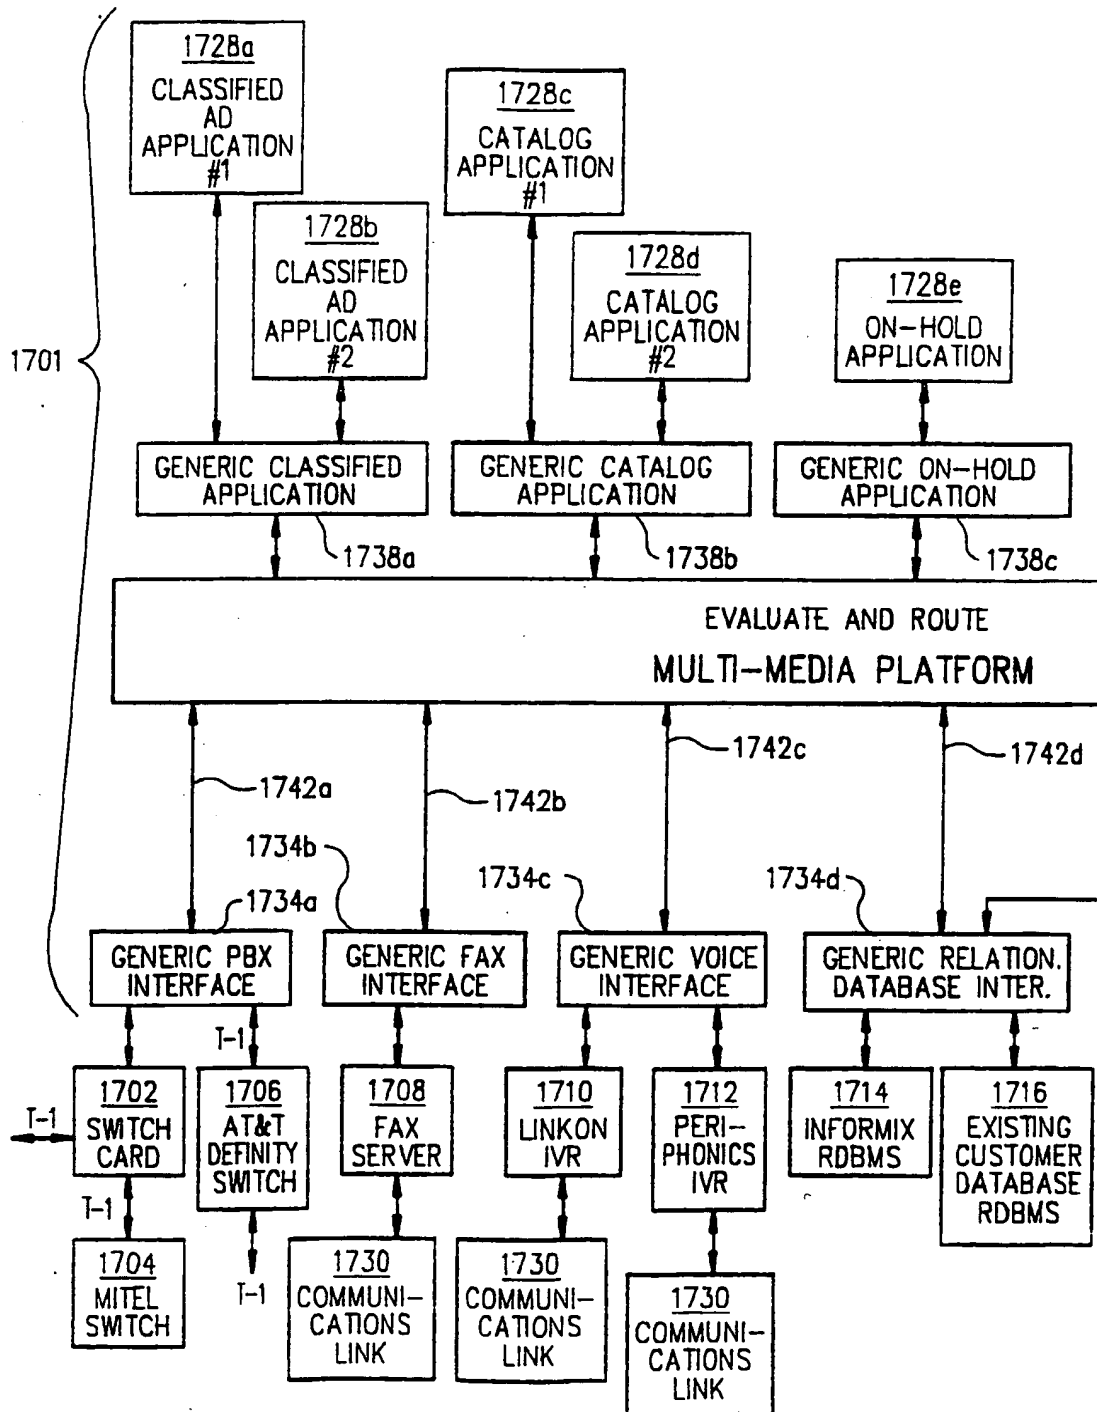 1728a
CLASSIFIED
AD
APPLICATION
#1
1728c
CATALOG
APPLICATION
#1
1728b
CLASSIFIED
AD
APPLICATION
#2
1728d
CATALOG
APPLICATION
#2
1728e
ON-HOLD
APPLICATION
1701
GENERIC CLASSIFIED
APPLICATION
GENERIC CATALOG
APPLICATION
GENERIC ON-HOLD
APPLICATION
1738a
1738b
1738c
EVALUATE AND ROUTE
MULTI-MEDIA PLATFORM
1742a
1742b
1742c
1742d
1734a
1734b
1734c
1734d
GENERIC PBX
INTERFACE
GENERIC FAX
INTERFACE
GENERIC VOICE
INTERFACE
GENERIC RELATION.
DATABASE INTER.
T-1
T-1
1702
SWITCH
CARD
1706
AT&T
DEFINITY
SWITCH
1708
FAX
SERVER
1710
LINKON
IVR
1712
PERI-
PHONICS
IVR
1714
INFORMIX
RDBMS
1716
EXISTING
CUSTOMER
DATABASE
RDBMS
T-1
T-1
1704
MITEL
SWITCH
1730
COMMUNI-
CATIONS
LINK
1730
COMMUNI-
CATIONS
LINK
1730
COMMUNI-
CATIONS
LINK